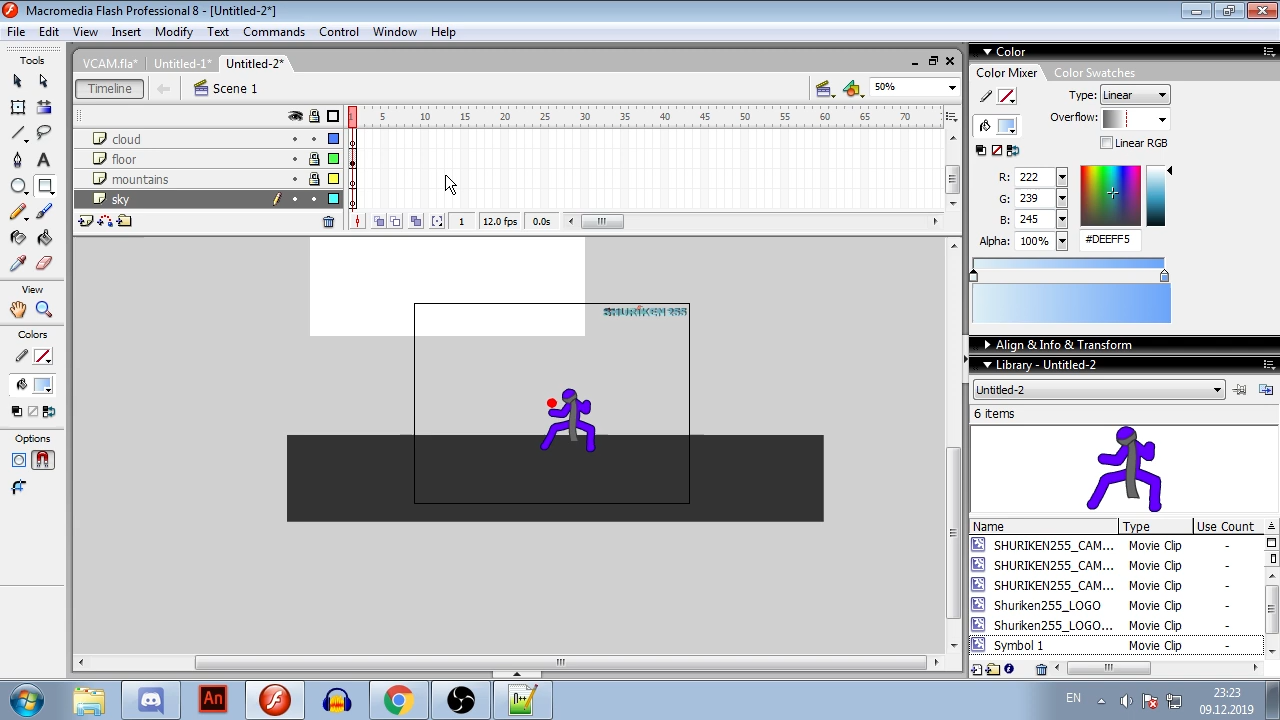 Macromedia Flash Professional 8 - [Untitled-2*]
File Edit View Insert Modify Text Commands Control Window Help
Tools
View
Colors
Options
VCAM.fla* Untitled-1* Untitled-2*
Timeline Scene 1 50%
1 5 10 15 20 25 30 35 40 45 50 55 60 65 70
cloud
floor
mountains
sky
1 12.0 fps 0.0s
SHURIKEN 255
Color
Color Mixer Color Swatches
Type: Linear
Overflow:
Linear RGB
R: 222
G: 239
B: 245
Alpha: 100% #DEEFF5
Align & Info & Transform
Library - Untitled-2
Untitled-2
6 items
Name Type Use Count
SHURIKEN255_CAM... Movie Clip -
SHURIKEN255_CAM... Movie Clip -
SHURIKEN255_CAM... Movie Clip -
Shuriken255_LOGO Movie Clip -
Shuriken255_LOGO... Movie Clip -
Symbol 1 Movie Clip -
An
I++
EN
23:23
09.12.2019